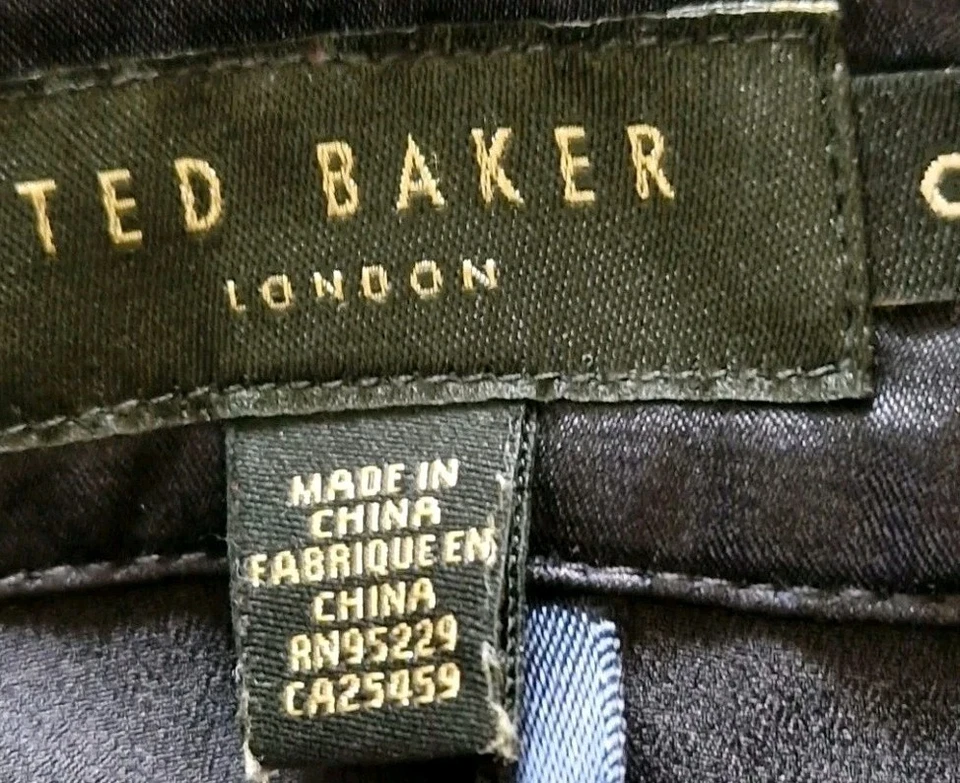 TED BAKER
LONDON
MADE IN
CHINA
FABRIQUE EN
CHINA
RN95229
CA25459